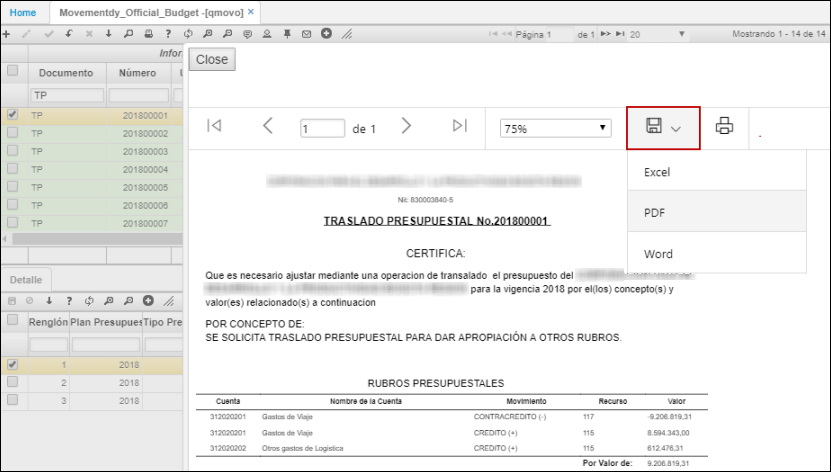 Home Movementdy_Official_Budget -[qmovo] ×
Página 1 de 1 20 Mostrando 1 - 14 de 14
Infor
Documento Número
TP
TP 201800001
TP 201800002
TP 201800003
TP 201800004
TP 201800005
TP 201800006
TP 201800007
Detalle
Renglón Plan Presupues Tipo Pre
1 2018
2 2018
3 2018
Close
1 de 1 75%
Excel
PDF
Word
Nit: 830003840-5
TRASLADO PRESUPUESTAL No.201800001
CERTIFICA:
Que es necesario ajustar mediante una operacion de transalado el presupuesto del
para la vigencia 2018 por el(los) concepto(s) y
valor(es) relacionado(s) a continuacion
POR CONCEPTO DE:
SE SOLICITA TRASLADO PRESUPUESTAL PARA DAR APROPIACIÓN A OTROS RUBROS.
RUBROS PRESUPUESTALES
Cuenta Nombre de la Cuenta Movimiento Recurso Valor
312020201 Gastos de Viaje CONTRACREDITO (-) 117 -9.206.819,31
312020201 Gastos de Viaje CREDITO (+) 115 8.594.343,00
312020202 Otros gastos de Logistica CREDITO (+) 115 612.476,31
Por Valor de: 9.206.819,31